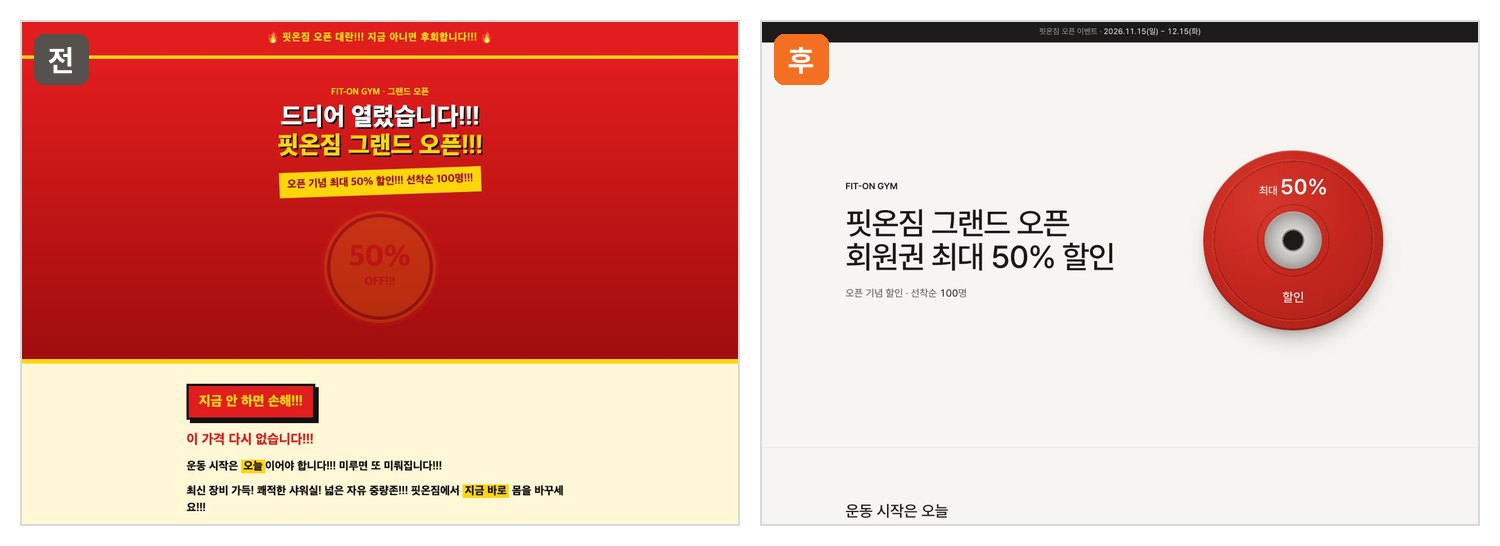 전
🔥 핏온짐 오픈 대란!!! 지금 아니면 후회합니다!!! 🔥
FIT-ON GYM · 그랜드 오픈
드디어 열렸습니다!!!
핏온짐 그랜드 오픈!!!
오픈 기념 최대 50% 할인!!! 선착순 100명!!!
50%
OFF!!!
지금 안 하면 손해!!!
이 가격 다시 없습니다!!!
운동 시작은 오늘이어야 합니다!!! 미루면 또 미뤄집니다!!!
최신 장비 가득! 쾌적한 샤워실! 넓은 자유 중량존!!! 핏온짐에서 지금 바로 몸을 바꾸세
요!!!
후
핏온짐 오픈 이벤트 · 2026.11.15(일) – 12.15(화)
FIT-ON GYM
핏온짐 그랜드 오픈
회원권 최대 50% 할인
오픈 기념 할인 · 선착순 100명
최대 50%
할인
운동 시작은 오늘